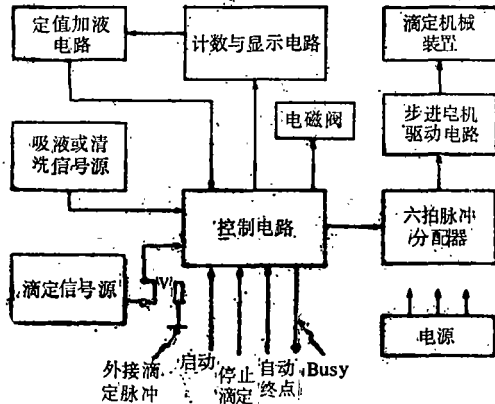 定值加液
电路
计数与显示电路
滴定机械
装置
电磁阀
步进电机
驱动电路
吸液或清
洗信号源
控制电路
六拍脉冲
分配器
滴定信号源
电源
外接滴
定脉冲
启动
停止
滴定
自动
终点
Busy